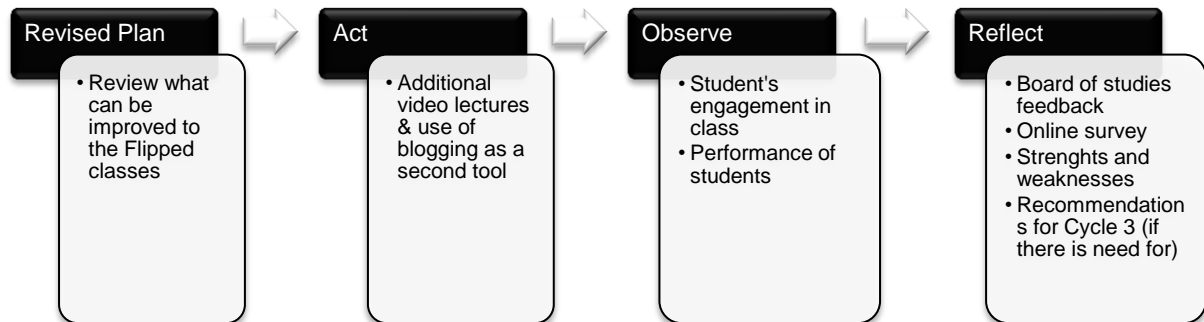 Revised Plan
• Review what
can be
improved to
the Flipped
classes
Act
• Additional
video lectures
& use of
blogging as a
second tool
Observe
• Student's
engagement in
class
• Performance of
students
Reflect
• Board of studies
feedback
• Online survey
• Strenghts and
weaknesses
• Recommendation
s for Cycle 3 (if
there is need for)